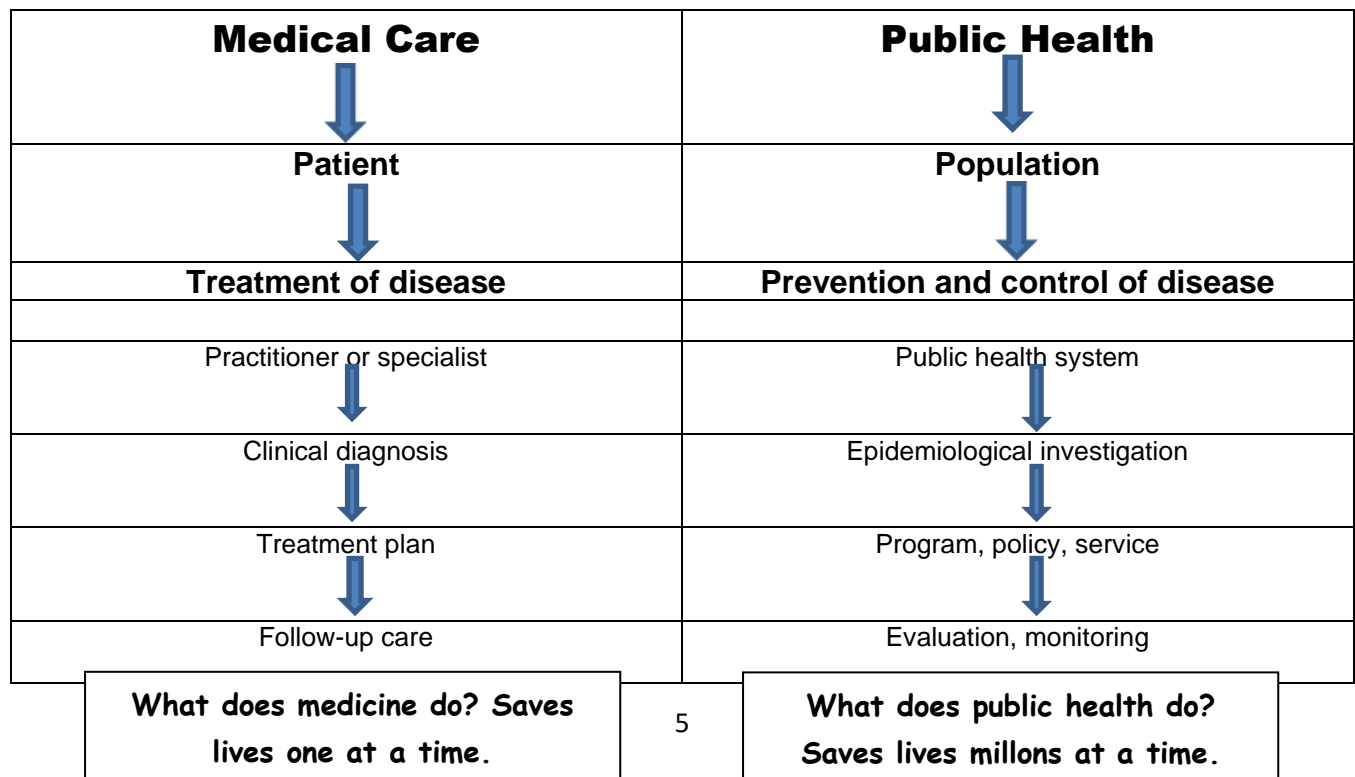 Medical Care
Public Health
Patient
Population
Treatment of disease
Prevention and control of disease
Practitioner or specialist
Public health system
Clinical diagnosis
Epidemiological investigation
Treatment plan
Program, policy, service
Follow-up care
Evaluation, monitoring
What does medicine do? Saves
lives one at a time.
5
What does public health do?
Saves lives millons at a time.